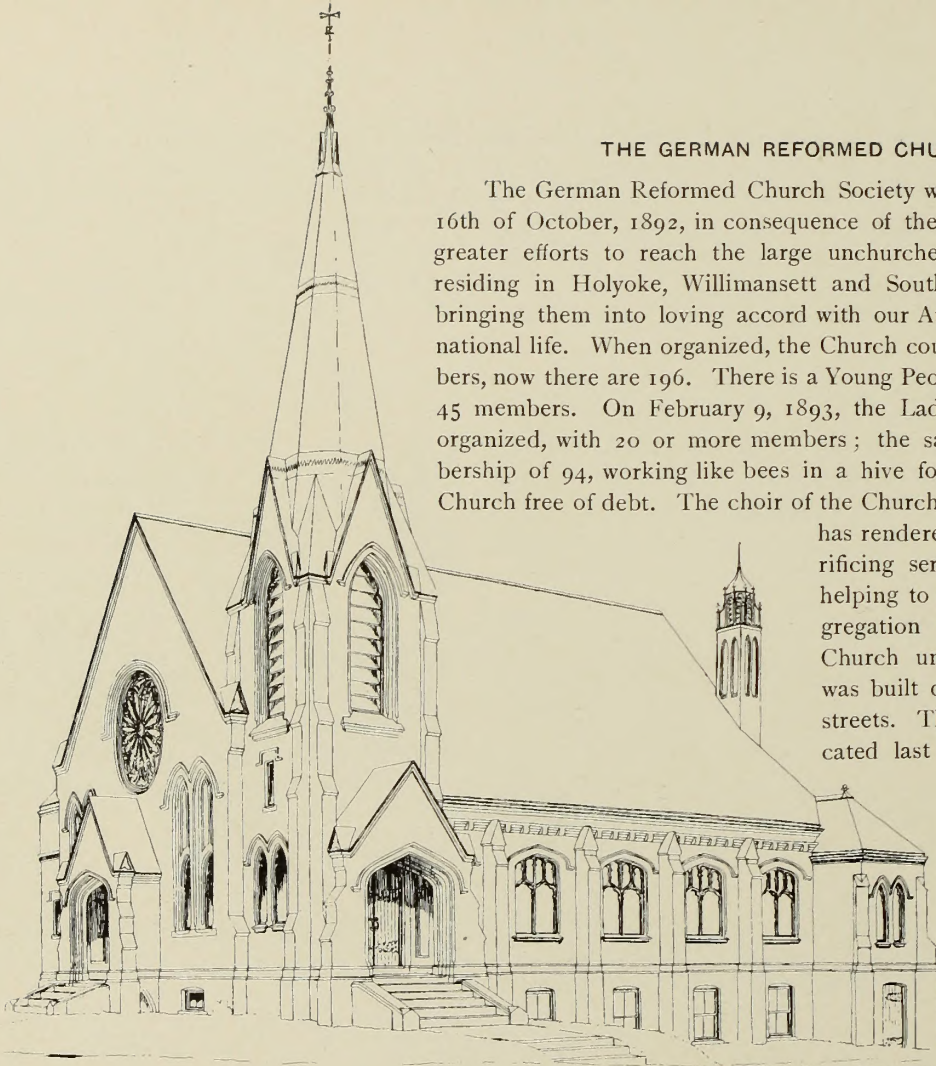 THE GERMAN REFORMED CHU
The German Reformed Church Society w
16th of October, 1892, in consequence of the
greater efforts to reach the large unchurche
residing in Holyoke, Willimansett and Sout
bringing them into loving accord with our A
national life. When organized, the Church cou
bers, now there are 196. There is a Young Peo
45 members. On February 9, 1893, the Lad
organized, with 20 or more members ; the sa
bership of 94, working like bees in a hive fo
Church free of debt. The choir of the Church
has rendere
rificing ser
helping to
gregation
Church un
was built o
streets. T
cated last